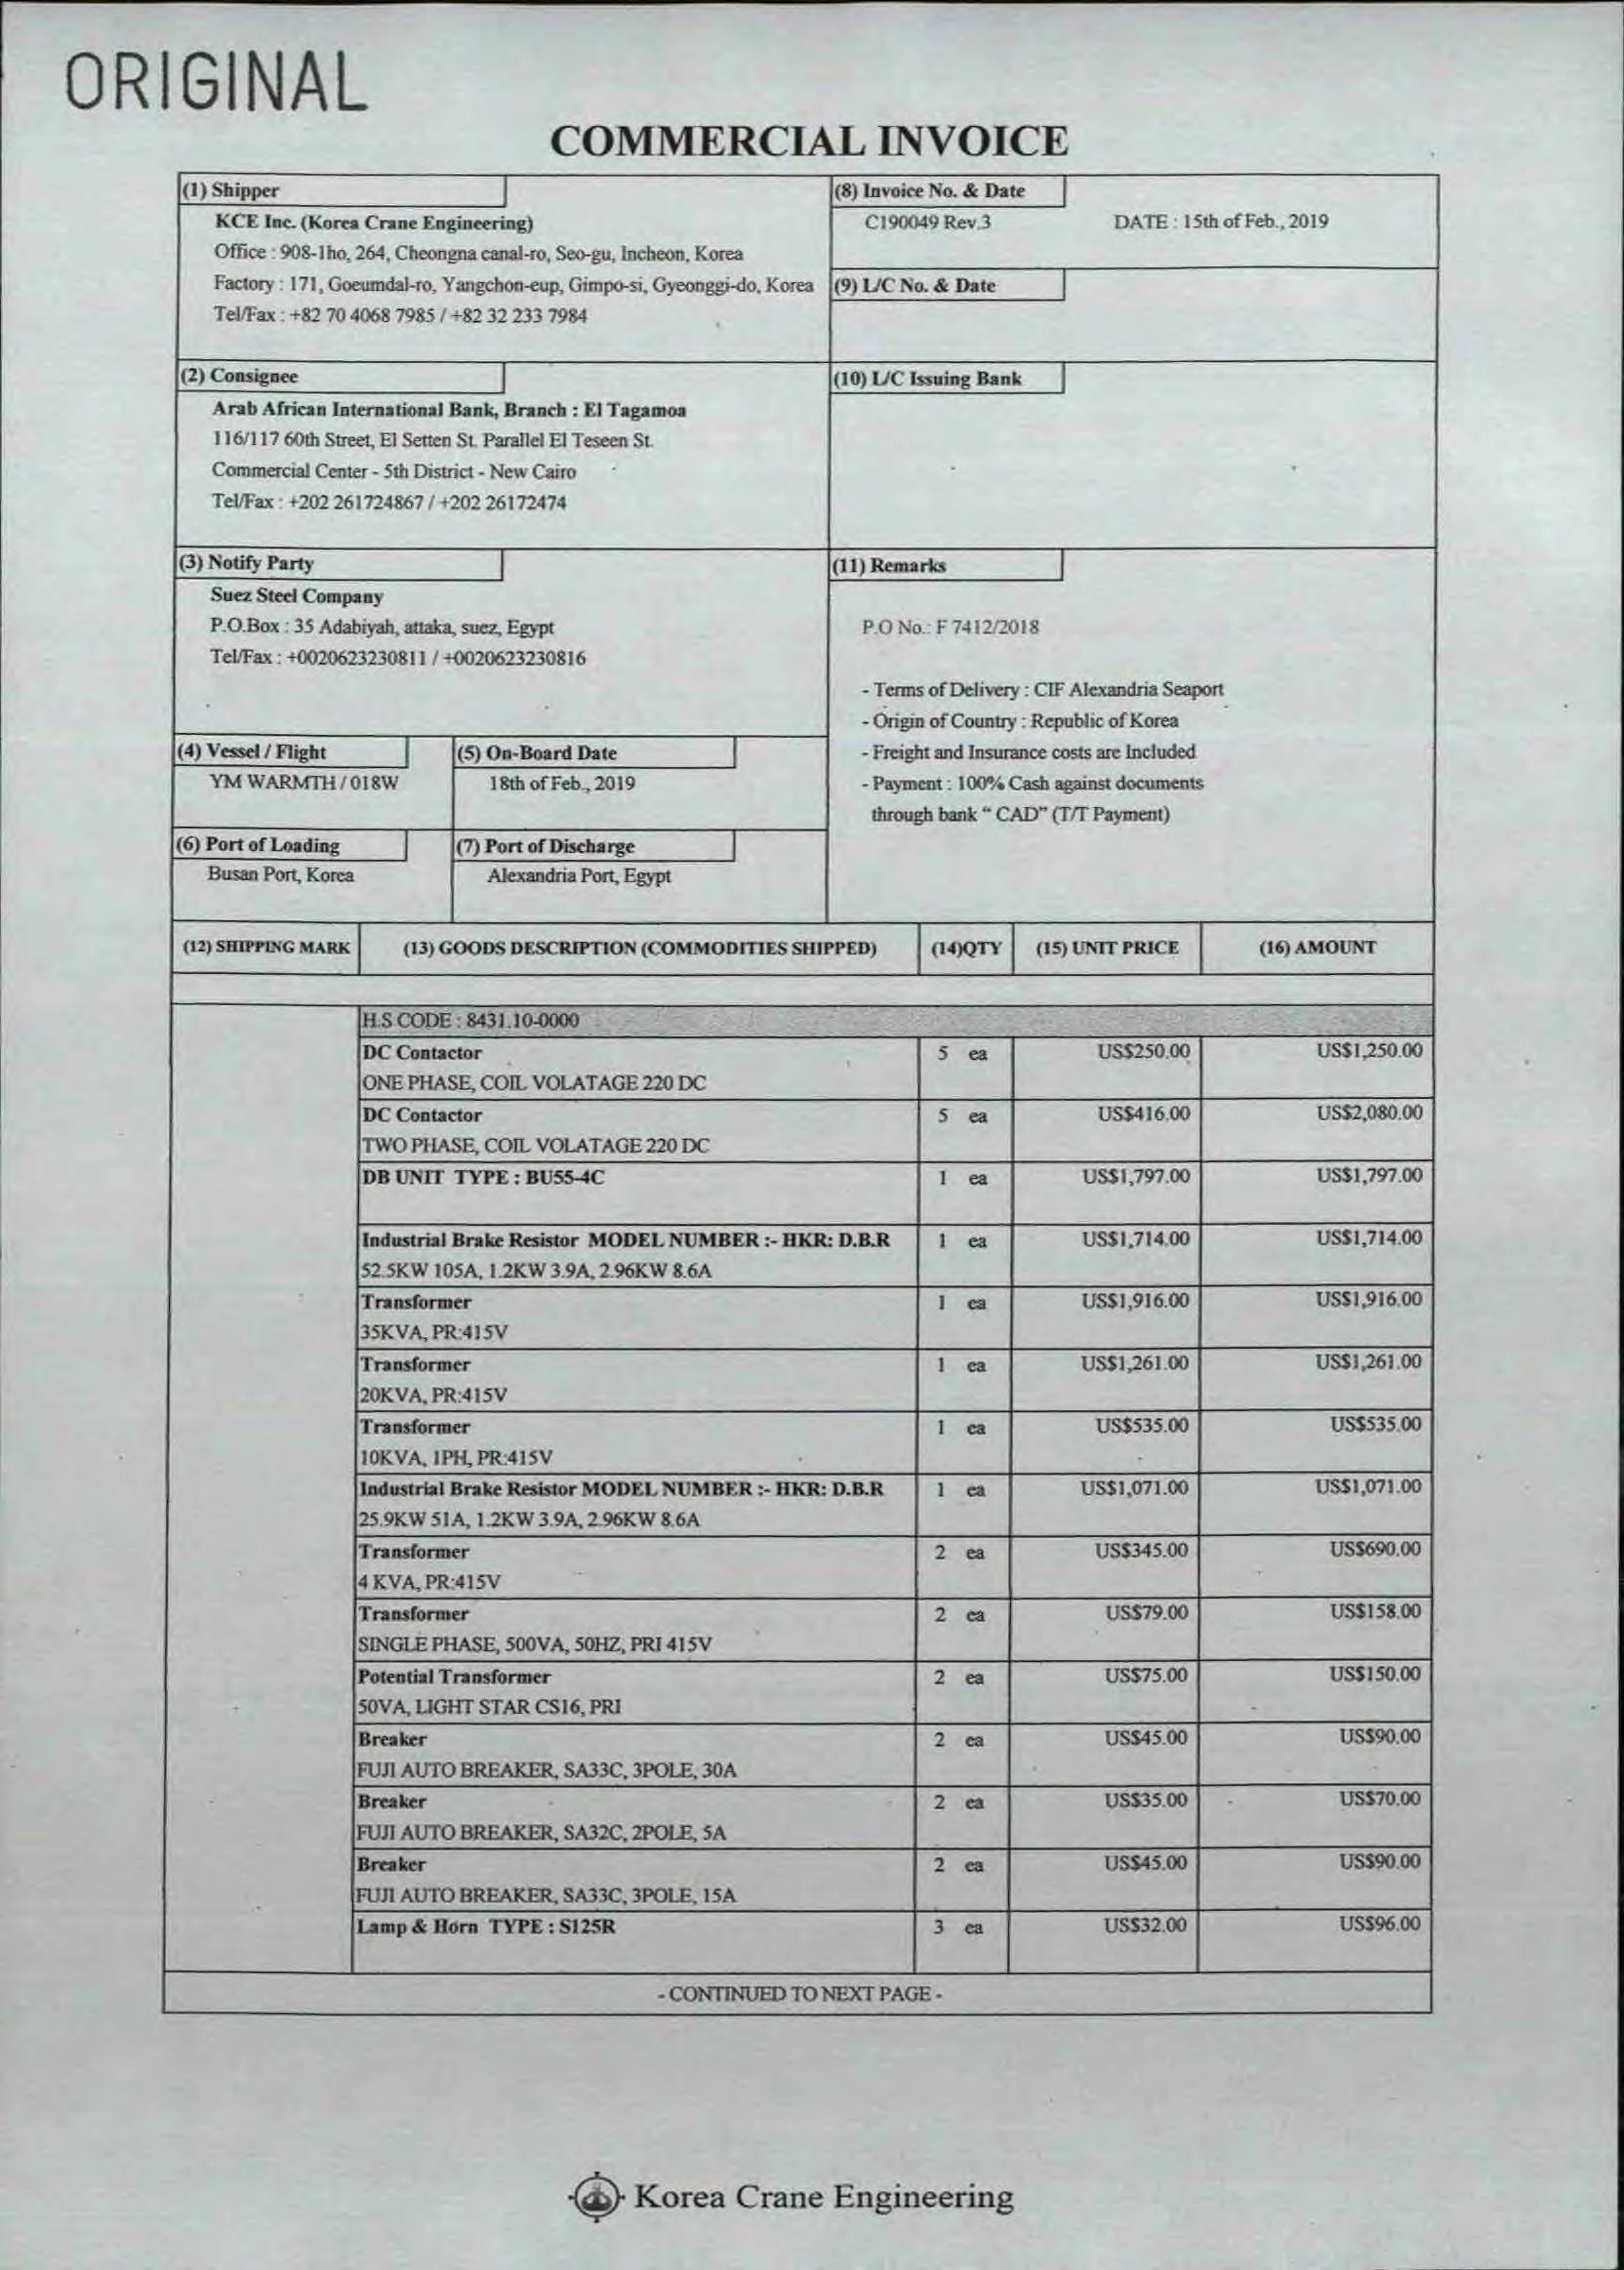 ORIGINAL
COMMERCIAL INVOICE
(1) Shipper
KCE Inc. (Korea Crane Engineering)
Office : 908-1ho, 264, Cheongna canal-ro, Seo-gu, Incheon, Korea
Factory : 171, Goeumdal-ro, Yangchon-eup, Gimpo-si, Gyeonggi-do, Korea
Tel/Fax : +82 70 4068 7985 / +82 32 233 7984
(8) Invoice No. & Date
C190049 Rev.3 DATE : 15th of Feb., 2019
(9) L/C No. & Date
(2) Consignee
Arab African International Bank, Branch : El Tagamoa
116/117 60th Street, El Setten St. Parallel El Teseen St.
Commercial Center - 5th District - New Cairo
Tel/Fax : +202 261724867 / +202 26172474
(10) L/C Issuing Bank
(3) Notify Party
Suez Steel Company
P.O.Box : 35 Adabiyah, attaka, suez, Egypt
Tel/Fax : +0020623230811 / +0020623230816
(11) Remarks
P.O No.: F 7412/2018
- Terms of Delivery : CIF Alexandria Seaport
- Origin of Country : Republic of Korea
- Freight and Insurance costs are Included
- Payment : 100% Cash against documents
through bank “ CAD” (T/T Payment)
(4) Vessel / Flight
YM WARMTH / 018W
(5) On-Board Date
18th of Feb., 2019
(6) Port of Loading
Busan Port, Korea
(7) Port of Discharge
Alexandria Port, Egypt
(12) SHIPPING MARK (13) GOODS DESCRIPTION (COMMODITIES SHIPPED) (14)QTY (15) UNIT PRICE (16) AMOUNT
H.S CODE : 8431.10-0000
DC Contactor 5 ea US$250.00 US$1,250.00
ONE PHASE, COIL VOLATAGE 220 DC
DC Contactor 5 ea US$416.00 US$2,080.00
TWO PHASE, COIL VOLATAGE 220 DC
DB UNIT TYPE : BU55-4C 1 ea US$1,797.00 US$1,797.00
Industrial Brake Resistor MODEL NUMBER :- HKR: D.B.R 1 ea US$1,714.00 US$1,714.00
52.5KW 105A, 1.2KW 3.9A, 2.96KW 8.6A
Transformer 1 ea US$1,916.00 US$1,916.00
35KVA, PR:415V
Transformer 1 ea US$1,261.00 US$1,261.00
20KVA, PR:415V
Transformer 1 ea US$535.00 US$535.00
10KVA, 1PH, PR:415V
Industrial Brake Resistor MODEL NUMBER :- HKR: D.B.R 1 ea US$1,071.00 US$1,071.00
25.9KW 51A, 1.2KW 3.9A, 2.96KW 8.6A
Transformer 2 ea US$345.00 US$690.00
4 KVA, PR:415V
Transformer 2 ea US$79.00 US$158.00
SINGLE PHASE, 500VA, 50HZ, PRI 415V
Potential Transformer 2 ea US$75.00 US$150.00
50VA, LIGHT STAR CS16, PRI
Breaker 2 ea US$45.00 US$90.00
FUJI AUTO BREAKER, SA33C, 3POLE, 30A
Breaker 2 ea US$35.00 US$70.00
FUJI AUTO BREAKER, SA32C, 2POLE, 5A
Breaker 2 ea US$45.00 US$90.00
FUJI AUTO BREAKER, SA33C, 3POLE, 15A
Lamp & Horn TYPE : S125R 3 ea US$32.00 US$96.00
- CONTINUED TO NEXT PAGE -
Korea Crane Engineering